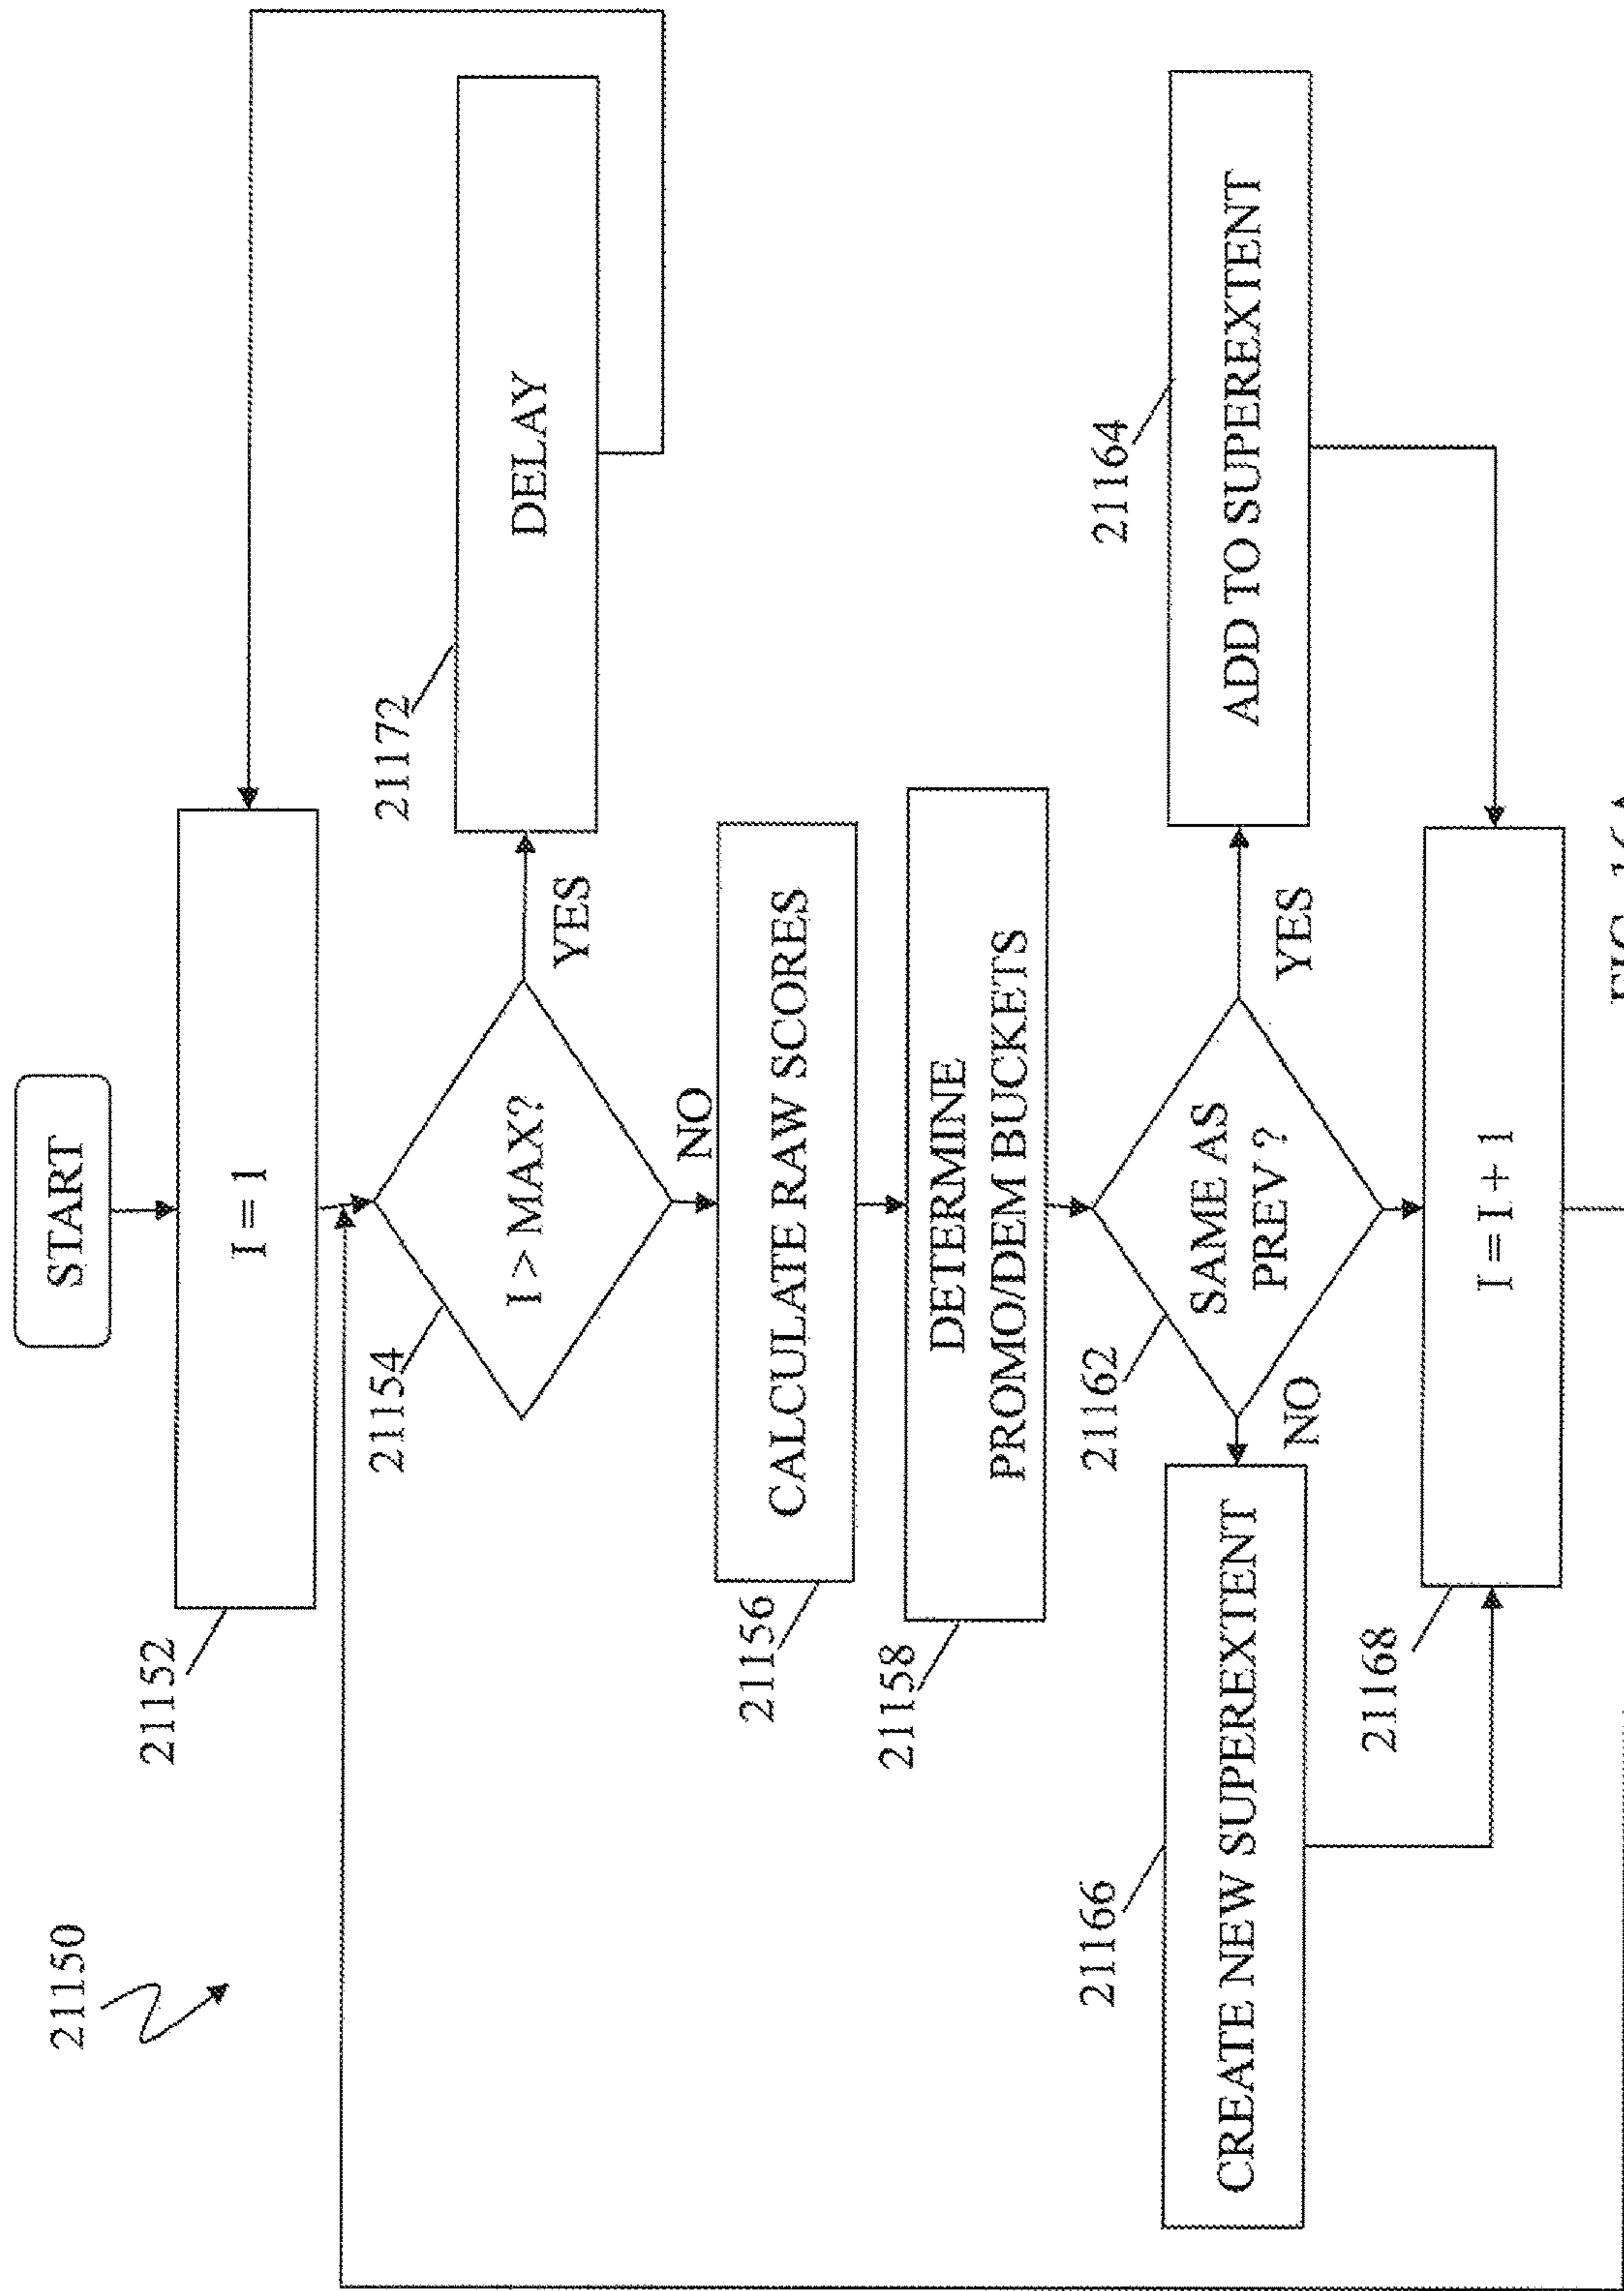 21150
START
21152
I = 1
21154
I > MAX?
YES
21172
DELAY
NO
21156
CALCULATE RAW SCORES
21158
DETERMINE
PROMO/DEM BUCKETS
21162
SAME AS
PREV ?
YES
21164
ADD TO SUPEREXTENT
NO
21166
CREATE NEW SUPEREXTENT
21168
I = I + 1